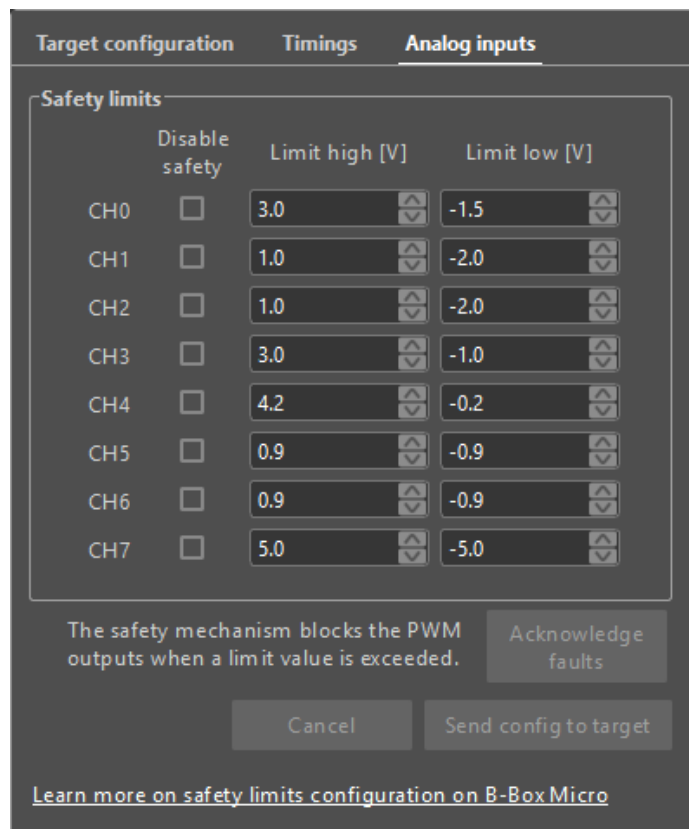 Target configuration Timings Analog inputs
Safety limits
Disable safety Limit high [V] Limit low [V]
CH0 3.0 -1.5
CH1 1.0 -2.0
CH2 1.0 -2.0
CH3 3.0 -1.0
CH4 4.2 -0.2
CH5 0.9 -0.9
CH6 0.9 -0.9
CH7 5.0 -5.0
The safety mechanism blocks the PWM
outputs when a limit value is exceeded.
Acknowledge
faults
Cancel Send config to target
Learn more on safety limits configuration on B-Box Micro